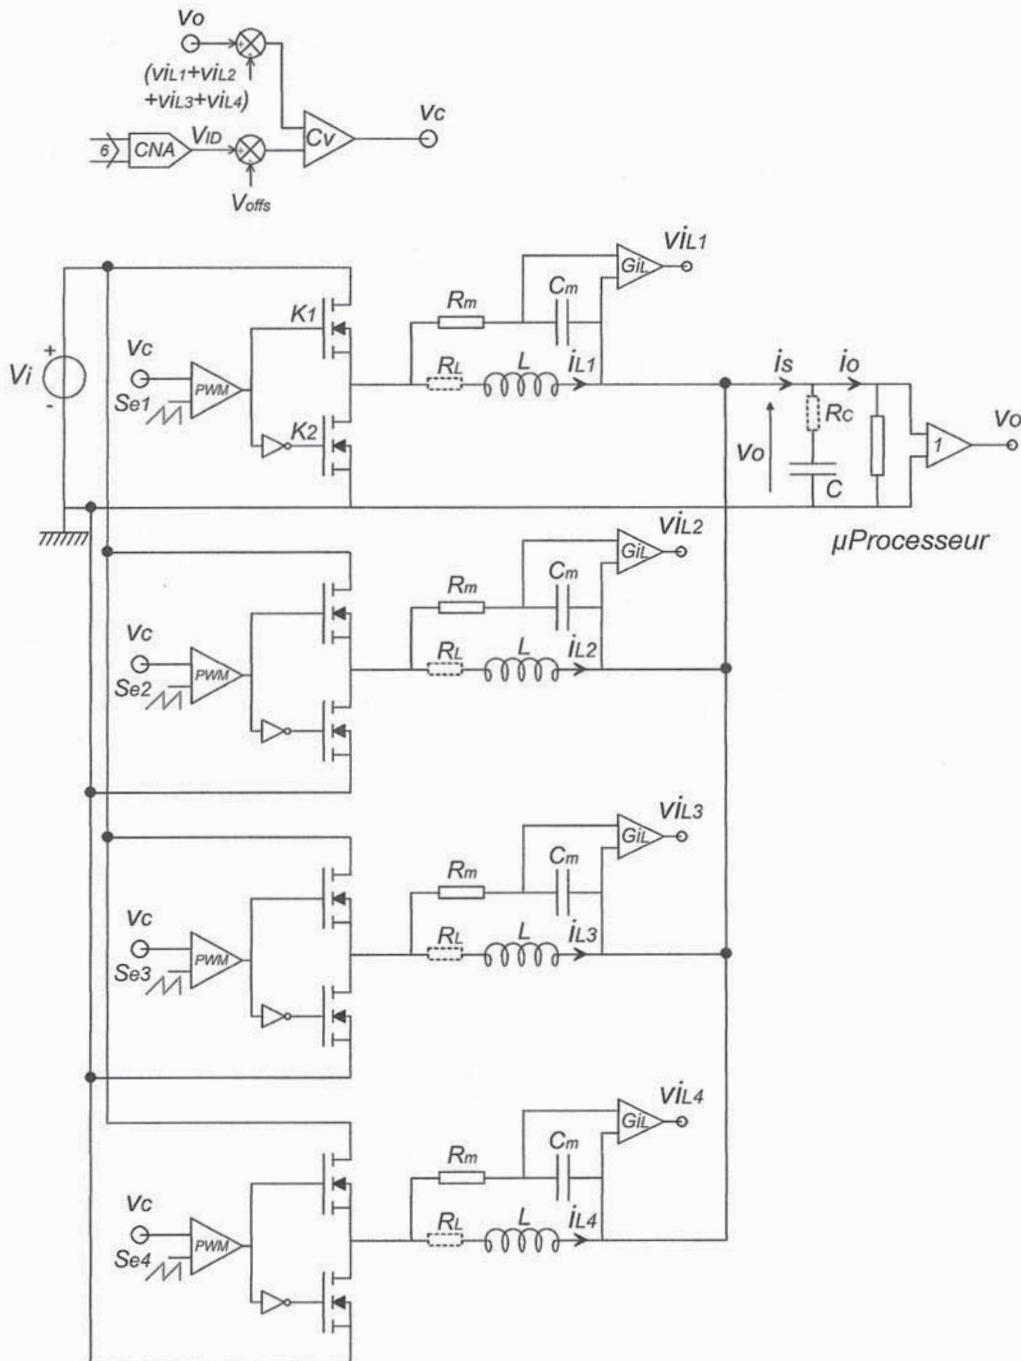 vo
(viL1+viL2
+viL3+viL4)
6
CNA
VID
Voffs
Cv
vc
Vi
+
-
vc
Se1
PWM
K1
K2
Rm
Cm
GiL
viL1
RL
L
iL1
is
io
vo
Rc
C
1
vo
µProcesseur
vc
Se2
PWM
Rm
Cm
GiL
viL2
RL
L
iL2
vc
Se3
PWM
Rm
Cm
GiL
viL3
RL
L
iL3
vc
Se4
PWM
Rm
Cm
GiL
viL4
RL
L
iL4